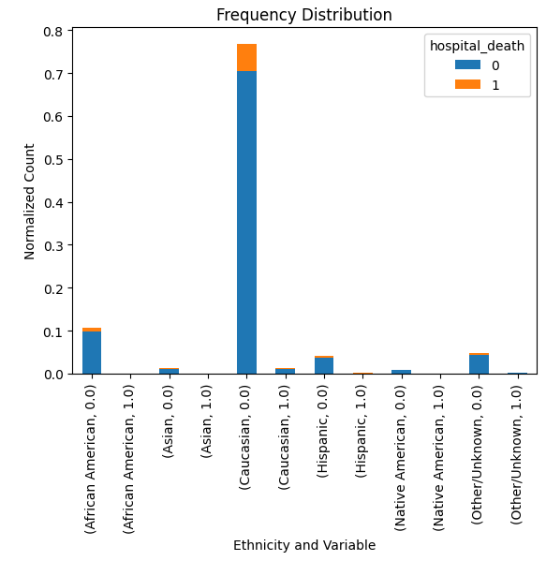 Frequency Distribution
hospital_death
0
1
Normalized Count
0.8
0.7
0.6
0.5
0.4
0.3
0.2
0.1
0.0
(African American, 0.0)
(African American, 1.0)
(Asian, 0.0)
(Asian, 1.0)
(Caucasian, 0.0)
(Caucasian, 1.0)
(Hispanic, 0.0)
(Hispanic, 1.0)
(Native American, 0.0)
(Native American, 1.0)
(Other/Unknown, 0.0)
(Other/Unknown, 1.0)
Ethnicity and Variable